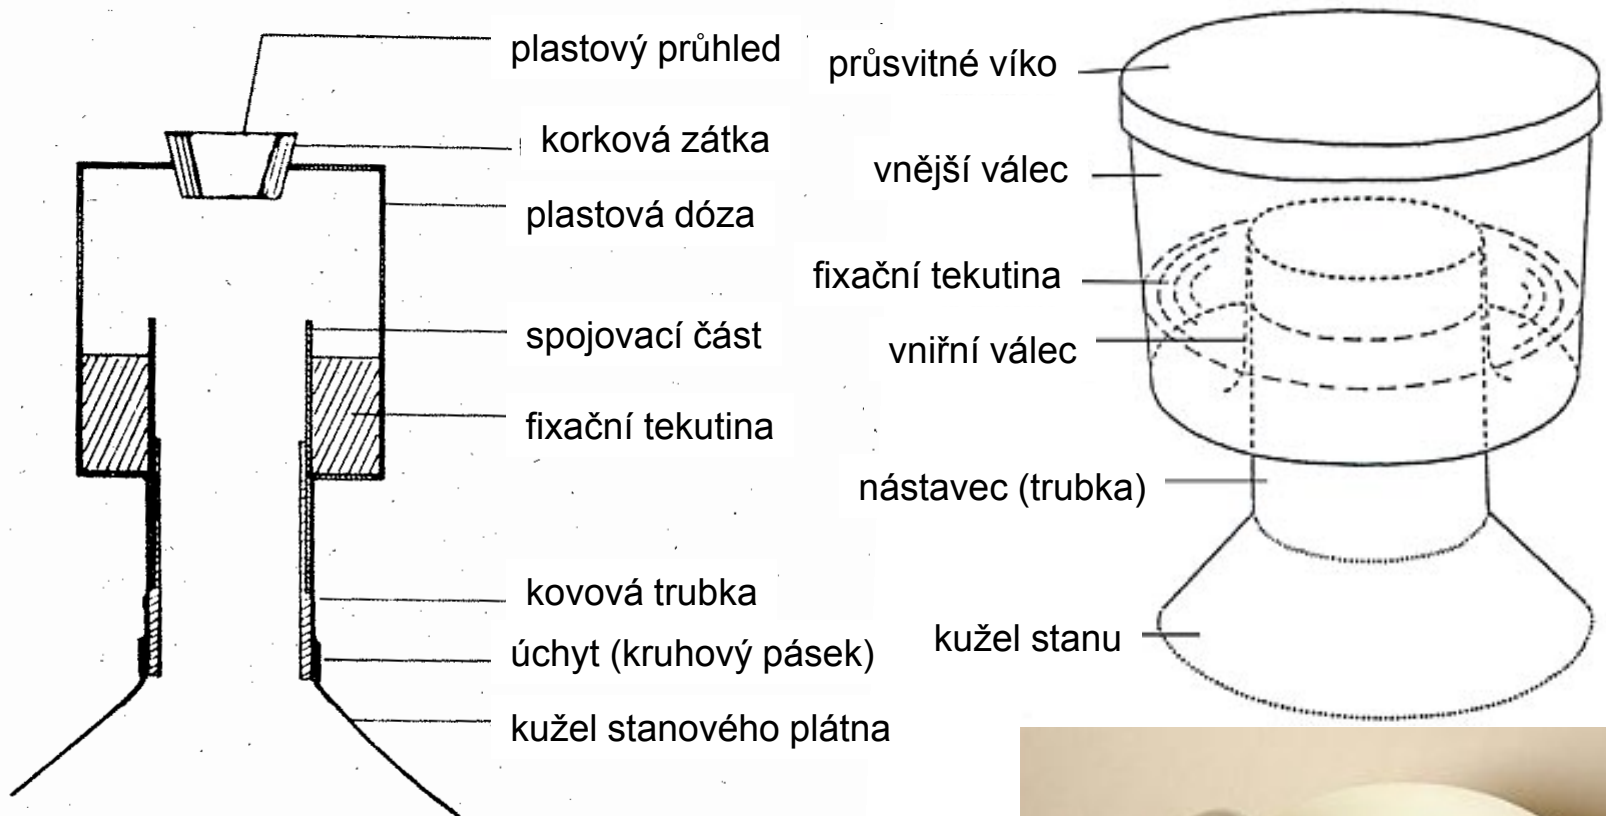 plastový průhled
korková zátka
plastová dóza
spojovací část
fixační tekutina
kovová trubka
úchyt (kruhový pásek)
kužel stanového plátna
průsvitné víko
vnější válec
fixační tekutina
vniřní válec
nástavec (trubka)
kužel stanu